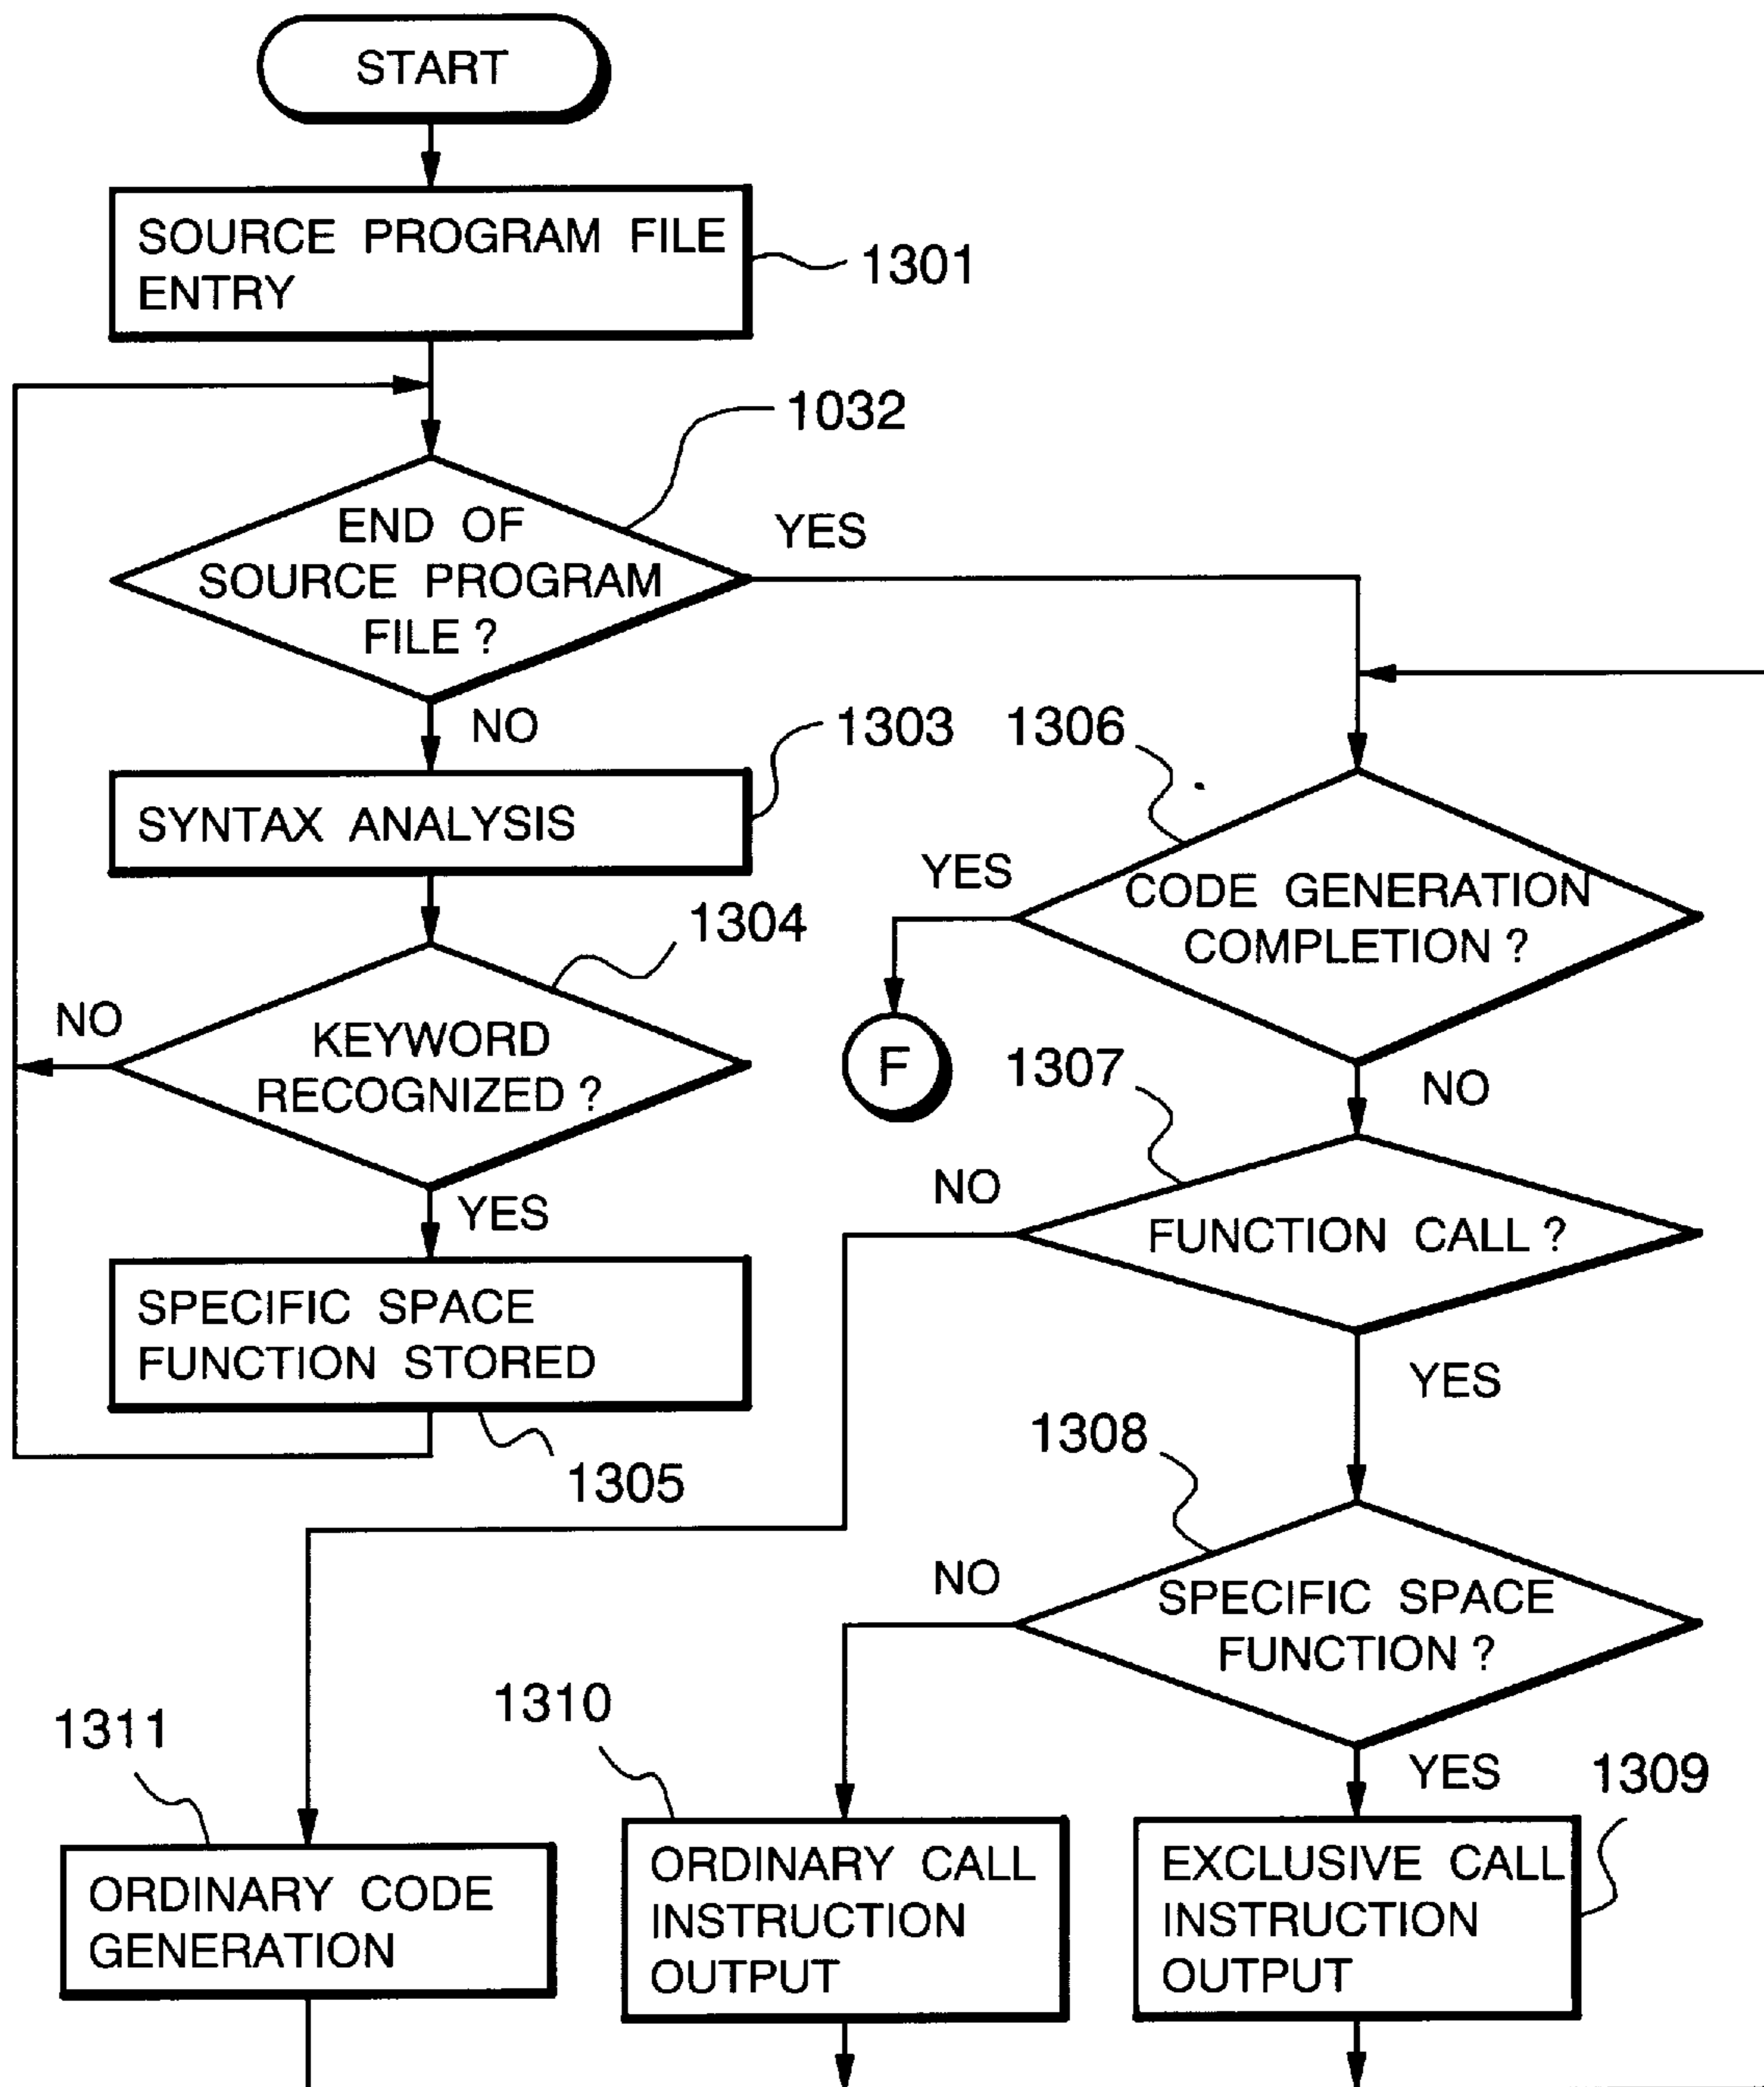 START
SOURCE PROGRAM FILE
ENTRY
1301
1032
END OF
SOURCE PROGRAM
FILE ?
YES
NO
1303
SYNTAX ANALYSIS
1304
KEYWORD
RECOGNIZED ?
NO
YES
SPECIFIC SPACE
FUNCTION STORED
1305
1306
CODE GENERATION
COMPLETION ?
YES
F
NO
1307
FUNCTION CALL ?
NO
YES
1308
SPECIFIC SPACE
FUNCTION ?
NO
YES
1311
ORDINARY CODE
GENERATION
1310
ORDINARY CALL
INSTRUCTION
OUTPUT
1309
EXCLUSIVE CALL
INSTRUCTION
OUTPUT